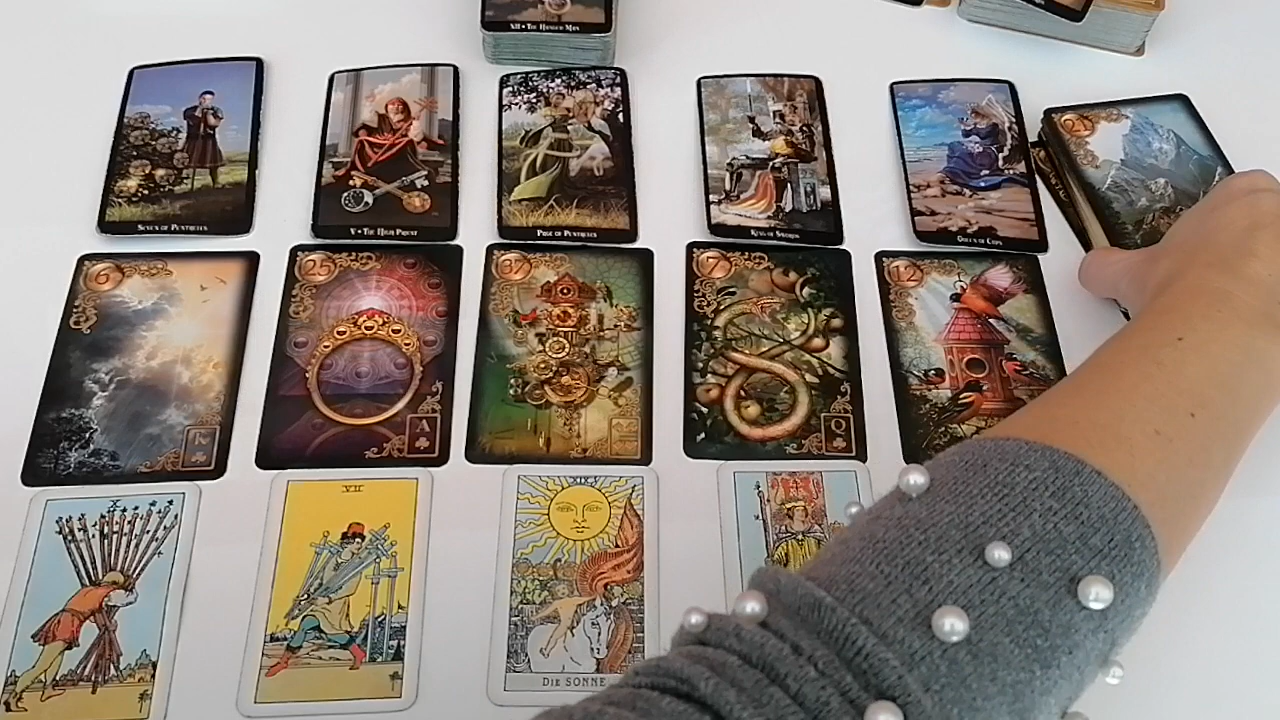 XII • The Hanged Man
Seven of Pentacles
V • The High Priest
Page of Pentacles
King of Swords
Queen of Cups
21
6
25
37
7
12
K
A
Q
X
VII
XIX
DIE SONNE